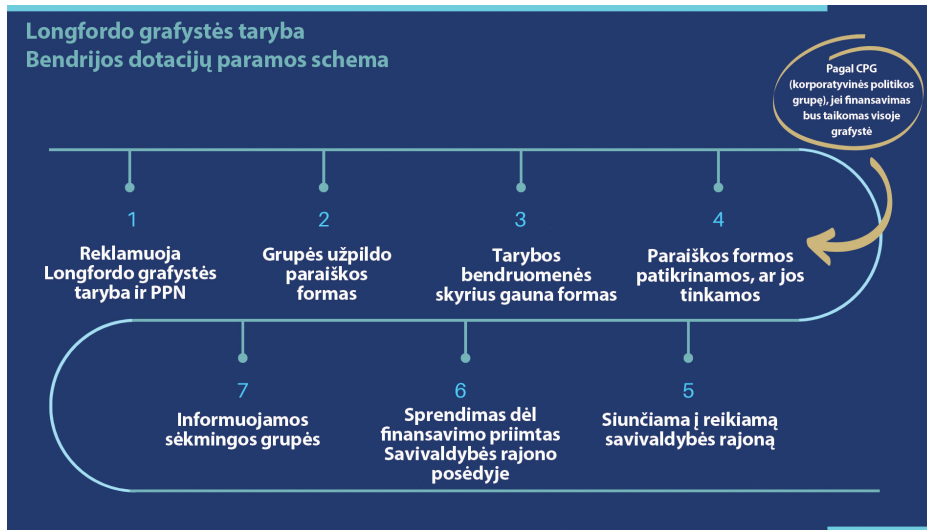 Longfordo grafystės taryba
Bendrijos dotacijų paramos schema
Pagal CPG
(korporatyvinės politikos
grupę), jei finansavimas
bus taikomas visoje
grafystė
1
Reklamuoja
Longfordo grafystės
taryba ir PPN
2
Grupės užpildo
paraiškos
formas
3
Tarybos
bendruomenės
skyrius gauna formas
4
Paraiškos formos
patikrinamos, ar jos
tinkamos
5
Siunčiama į reikiamą
savivaldybės rajoną
6
Sprendimas dėl
finansavimo priimtas
Savivaldybės rajono
posėdyje
7
Informuojamos
sėkmingos grupės